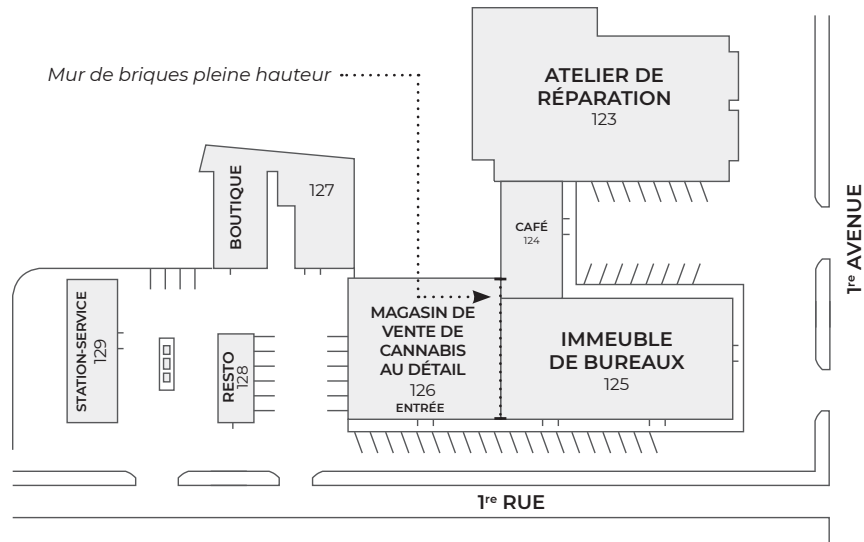 Mur de briques pleine hauteur
ATELIER DE
RÉPARATION
123
BOUTIQUE
127
CAFÉ
124
1re AVENUE
STATION-SERVICE
129
RESTO
128
MAGASIN DE
VENTE DE
CANNABIS
AU DÉTAIL
126
ENTRÉE
IMMEUBLE
DE BUREAUX
125
1re RUE